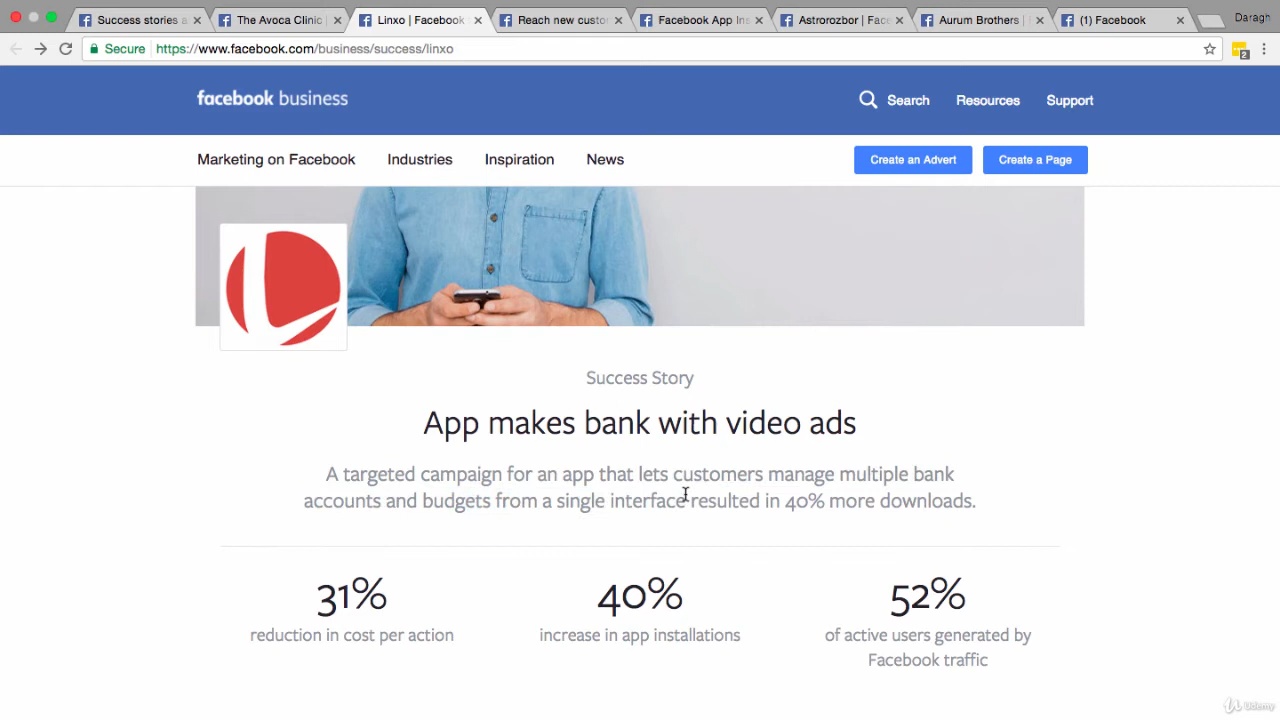 Success stories a
The Avoca Clinic |
Linxo | Facebook
Reach new custo
Facebook App Ins
Astrorozbor | Fac
Aurum Brothers |
(1) Facebook
Daragh
Secure https://www.facebook.com/business/success/linxo
2
facebook business
Search Resources Support
Marketing on Facebook Industries Inspiration News
Create an Advert Create a Page
Success Story
App makes bank with video ads
A targeted campaign for an app that lets customers manage multiple bank
accounts and budgets from a single interface resulted in 40% more downloads.
31% 40% 52%
reduction in cost per action increase in app installations of active users generated by
Facebook traffic
Udemy